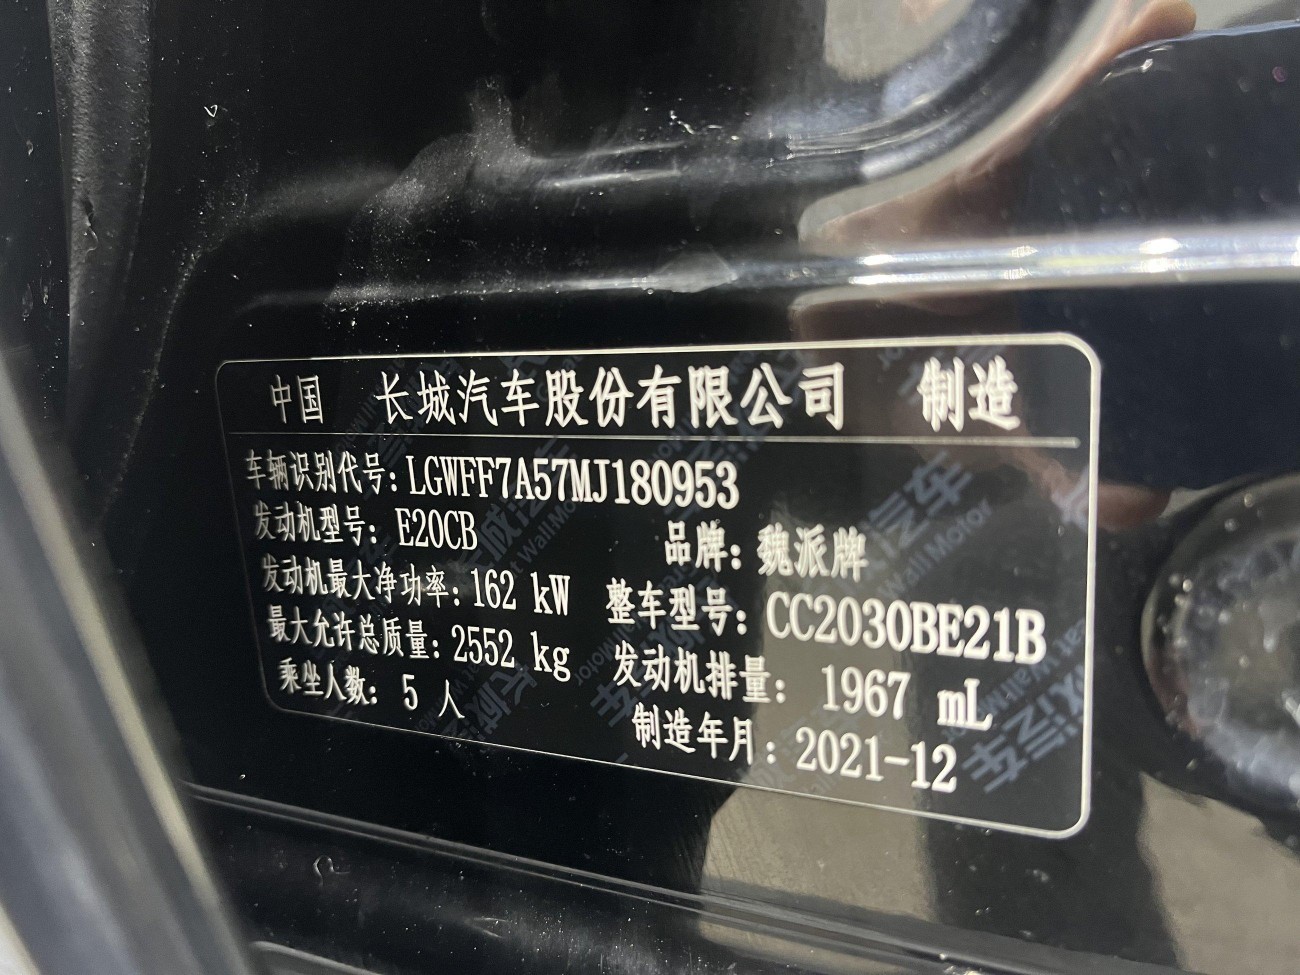 中国 长城汽车股份有限公司 制造
车辆识别代号: LGWFF7A57MJ180953
发动机型号: E20CB 品牌: 魏派牌
发动机最大净功率: 162 kW 整车型号: CC2030BE21B
最大允许总质量: 2552 kg 发动机排量: 1967 mL
乘坐人数: 5 人 制造年月: 2021-12